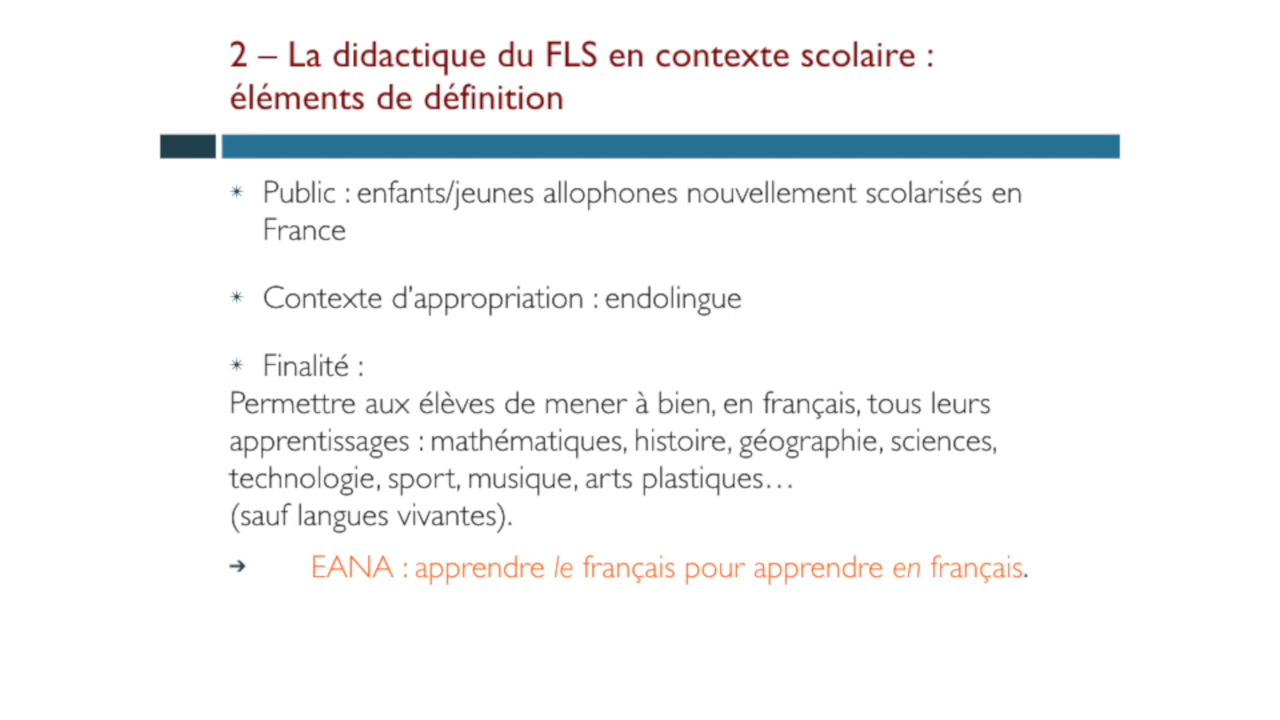 2 – La didactique du FLS en contexte scolaire :
éléments de définition
✴ Public : enfants/jeunes allophones nouvellement scolarisés en
France
✴ Contexte d’appropriation : endolingue
✴ Finalité :
Permettre aux élèves de mener à bien, en français, tous leurs
apprentissages : mathématiques, histoire, géographie, sciences,
technologie, sport, musique, arts plastiques…
(sauf langues vivantes).
➔ EANA : apprendre le français pour apprendre en français.